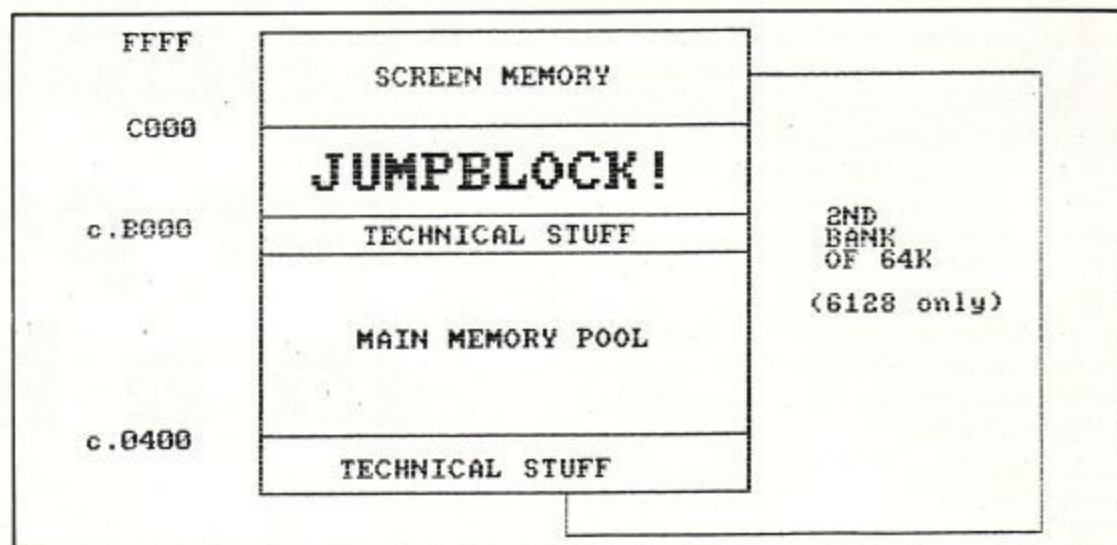 FFFF
SCREEN MEMORY
C000
JUMPBLOCK!
c.B000
TECHNICAL STUFF
2ND
BANK
OF 64K
(6128 only)
MAIN MEMORY POOL
c.0400
TECHNICAL STUFF